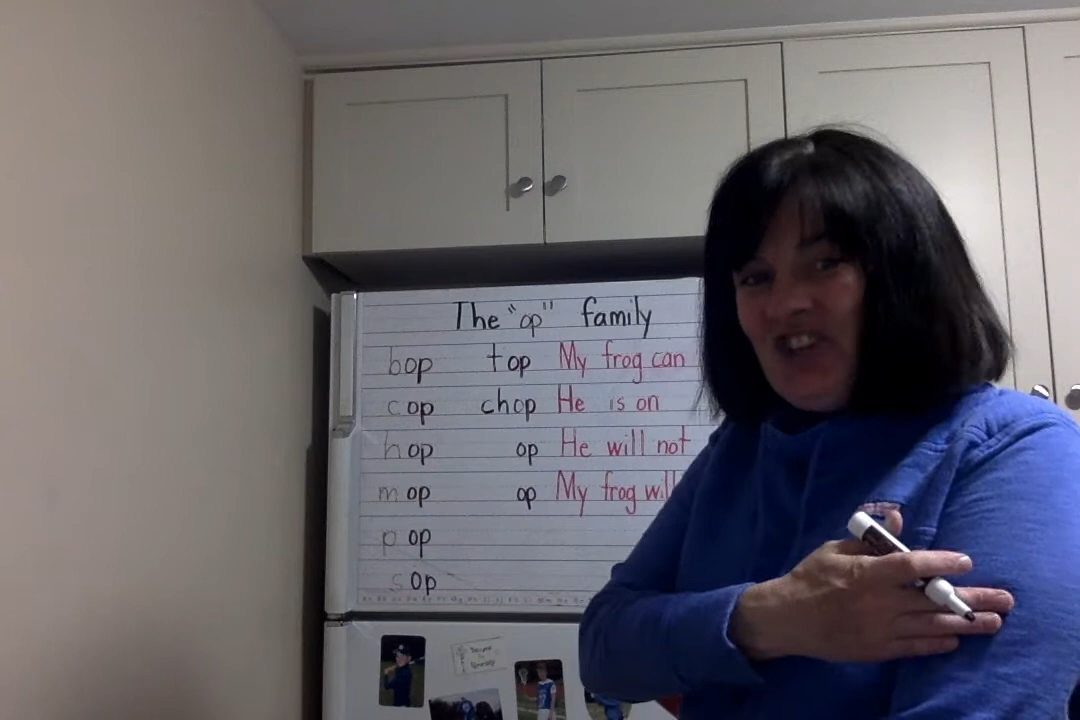 The "op" family
bop top My frog can
cop chop He is on
hop op He will not
mop op My frog will
pop
sop